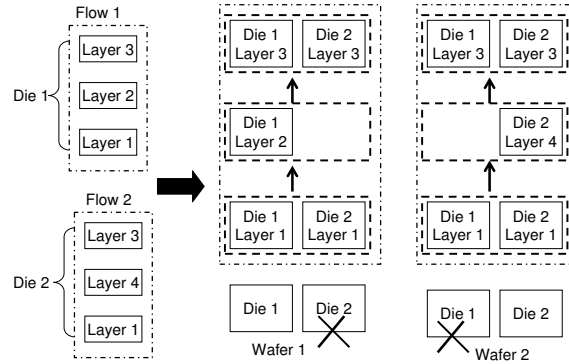 Flow 1
Layer 3
Die 1
Layer 2
Layer 1
Flow 2
Layer 3
Die 2
Layer 4
Layer 1
Die 1
Layer 3
Die 2
Layer 3
Die 1
Layer 2
Die 1
Layer 1
Die 2
Layer 1
Die 1
Die 2
Wafer 1
Die 1
Layer 3
Die 2
Layer 3
Die 2
Layer 4
Die 1
Layer 1
Die 2
Layer 1
Die 1
Die 2
Wafer 2